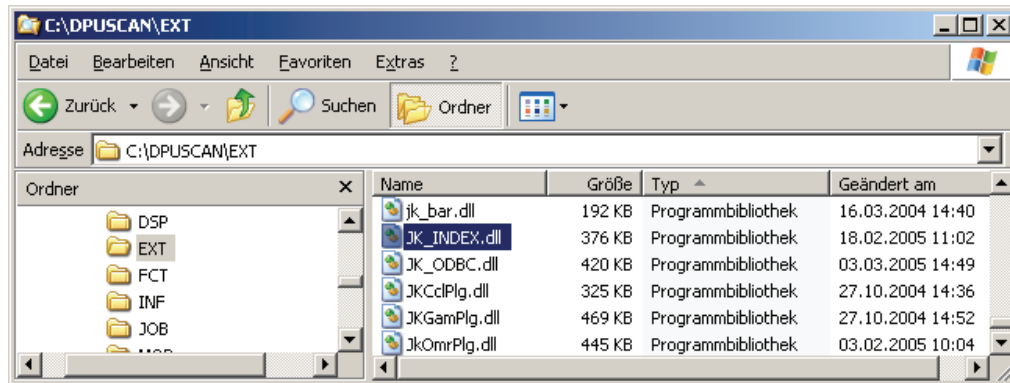 C:\DPUSCAN\EXT
Datei Bearbeiten Ansicht Favoriten Extras ?
Zurück Suchen Ordner
Adresse C:\DPUSCAN\EXT
Ordner
DSP
EXT
FCT
INF
JOB
Name Größe Typ Geändert am
jk_bar.dll 192 KB Programmbibliothek 16.03.2004 14:40
JK_INDEX.dll 376 KB Programmbibliothek 18.02.2005 11:02
JK_ODBC.dll 420 KB Programmbibliothek 03.03.2005 14:49
JKCclPlg.dll 325 KB Programmbibliothek 27.10.2004 14:36
JKGamPlg.dll 469 KB Programmbibliothek 27.10.2004 14:52
JkOmrPlg.dll 445 KB Programmbibliothek 03.02.2005 10:04